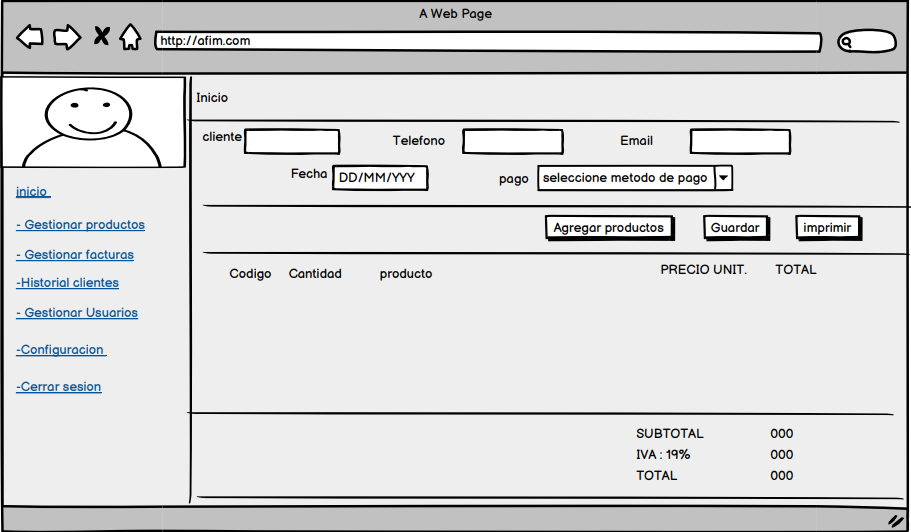 A Web Page
http://afim.com
Inicio
cliente Telefono Email
Fecha DD/MM/YYY pago seleccione metodo de pago
inicio
- Gestionar productos
- Gestionar facturas
-Historial clientes
- Gestionar Usuarios
-Configuracion
-Cerrar sesion
Agregar productos Guardar imprimir
Codigo Cantidad producto PRECIO UNIT. TOTAL
SUBTOTAL 000
IVA : 19% 000
TOTAL 000